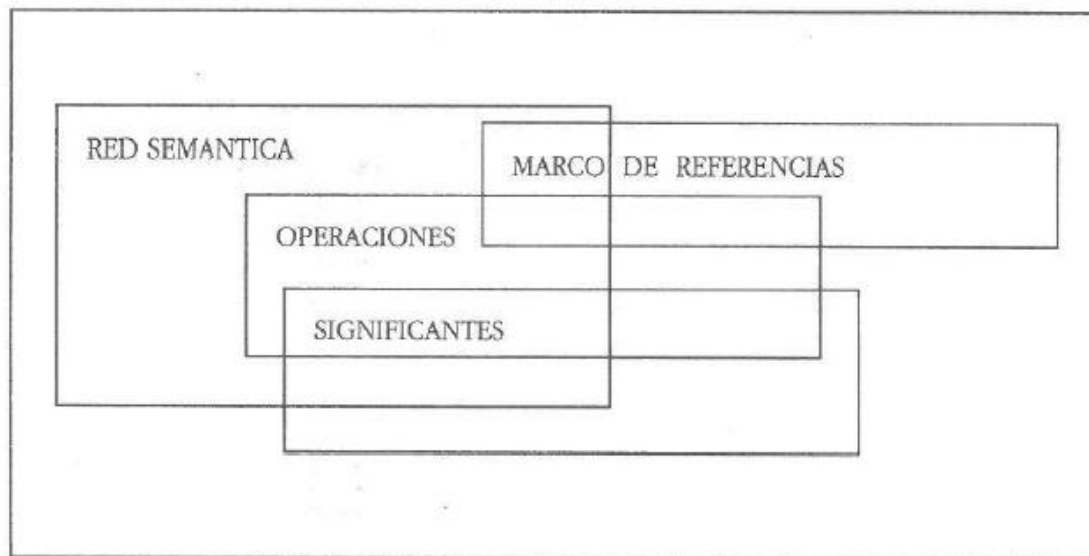 RED SEMANTICA
MARCO DE REFERENCIAS
OPERACIONES
SIGNIFICANTES